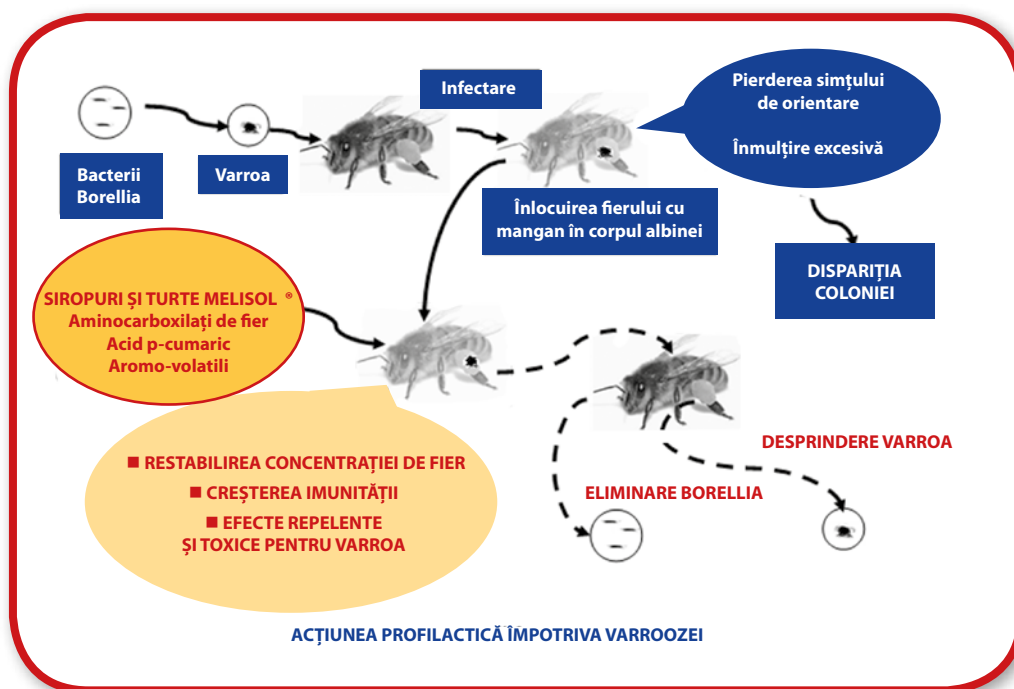 Infectare
Pierderea simțului
de orientare
Înmulțire excesivă
Bacterii
Borellia
Varroa
Înlocuirea fierului cu
mangan în corpul albinei
DISPARIȚIA
COLONIEI
SIROPURI ȘI TURTE MELISOL ®
Aminocarboxilați de fier
Acid p-cumaric
Aromo-volatili
■ RESTABILIREA CONCENTRAȚIEI DE FIER
■ CREȘTEREA IMUNITĂȚII
■ EFECTE REPELENTE
ȘI TOXICE PENTRU VARROA
DESPRINDERE VARROA
ELIMINARE BORELLIA
ACȚIUNEA PROFILACTICĂ ÎMPOTRIVA VARROOZEI